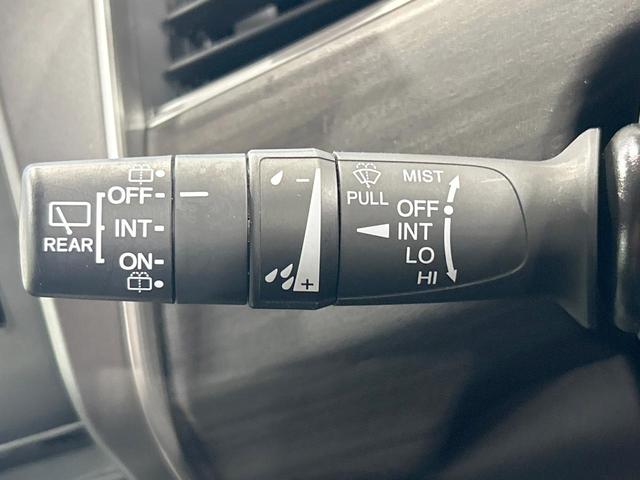 OFF
INT
REAR
ON
−
+
PULL
MIST
OFF
INT
LO
HI